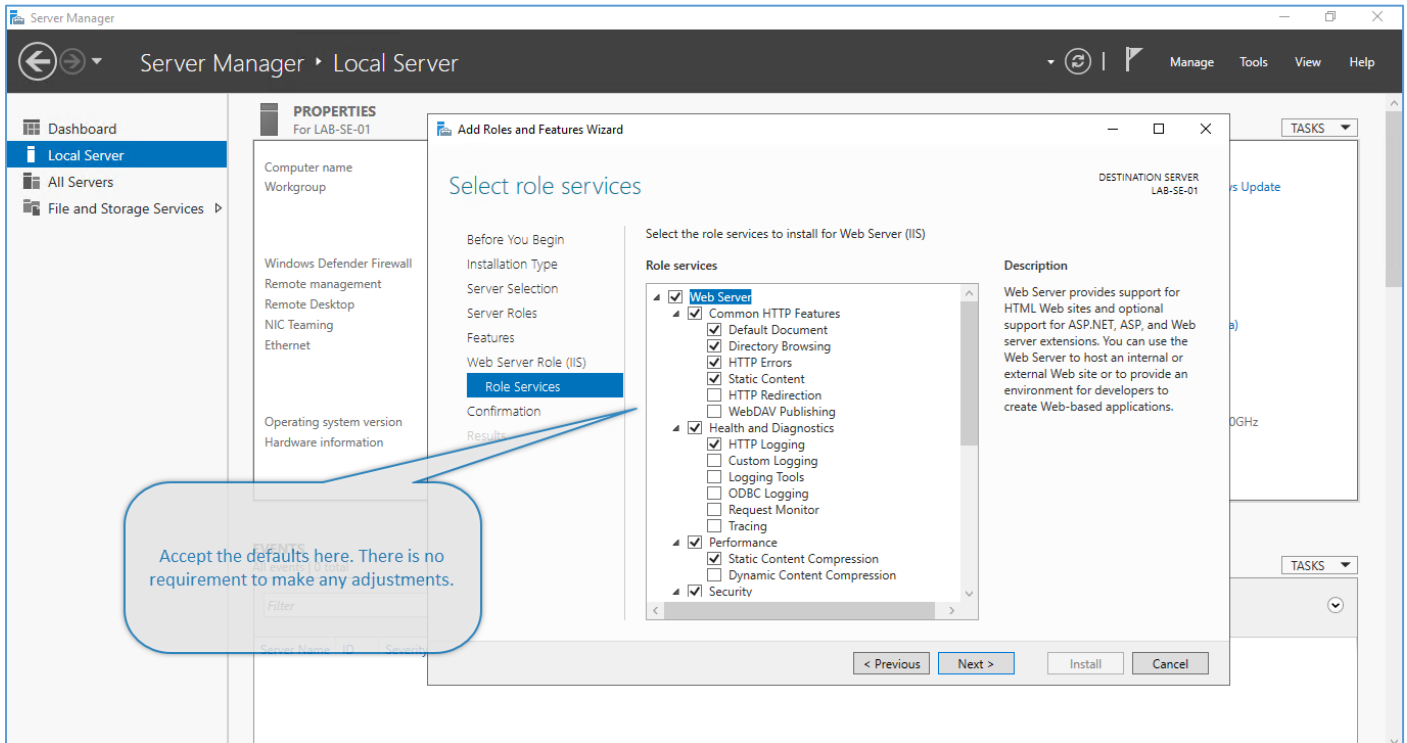 Server Manager
Server Manager • Local Server
Manage Tools View Help
Dashboard
Local Server
All Servers
File and Storage Services
PROPERTIES
For LAB-SE-01
TASKS
Computer name
Workgroup
Windows Defender Firewall
Remote management
Remote Desktop
NIC Teaming
Ethernet
Operating system version
Hardware information
s Update
a)
0GHz
Add Roles and Features Wizard
Select role services
DESTINATION SERVER
LAB-SE-01
Before You Begin
Installation Type
Server Selection
Server Roles
Features
Web Server Role (IIS)
Role Services
Confirmation
Results
Select the role services to install for Web Server (IIS)
Role services
Web Server
Common HTTP Features
Default Document
Directory Browsing
HTTP Errors
Static Content
HTTP Redirection
WebDAV Publishing
Health and Diagnostics
HTTP Logging
Custom Logging
Logging Tools
ODBC Logging
Request Monitor
Tracing
Performance
Static Content Compression
Dynamic Content Compression
Security
Description
Web Server provides support for
HTML Web sites and optional
support for ASP.NET, ASP, and Web
server extensions. You can use the
Web Server to host an internal or
external Web site or to provide an
environment for developers to
create Web-based applications.
< Previous Next > Install Cancel
Accept the defaults here. There is no
requirement to make any adjustments.
EVENTS
All events | 0 total
TASKS
Filter
Server Name ID Severity